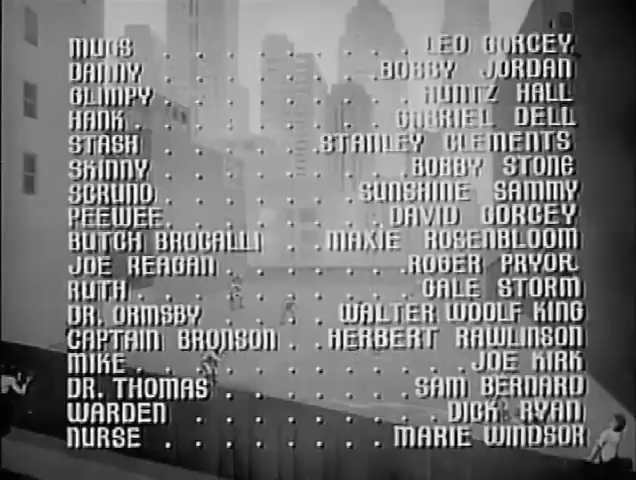 MUGS . . . . . . . . . LEO GORCEY
DANNY . . . . . . . BOBBY JORDAN
GLIMPY . . . . . . . . HUNTZ HALL
HANK . . . . . . . . GABRIEL DELL
STASH . . . . . STANLEY CLEMENTS
SKINNY . . . . . . . . BOBBY STONE
SCRUNO . . . . . . SUNSHINE SAMMY
PEEWEE . . . . . . . DAVID GORCEY
BUTCH BROCALLI . . MAXIE ROSENBLOOM
JOE REAGAN . . . . . . ROGER PRYOR
RUTH . . . . . . . . . GALE STORM
DR. ORMSBY . . . . WALTER WOOLF KING
CAPTAIN BRONSON . . HERBERT RAWLINSON
MIKE . . . . . . . . . . . JOE KIRK
DR. THOMAS . . . . . . SAM BERNARD
WARDEN . . . . . . . . . DICK RYAN
NURSE . . . . . . . . MARIE WINDSOR